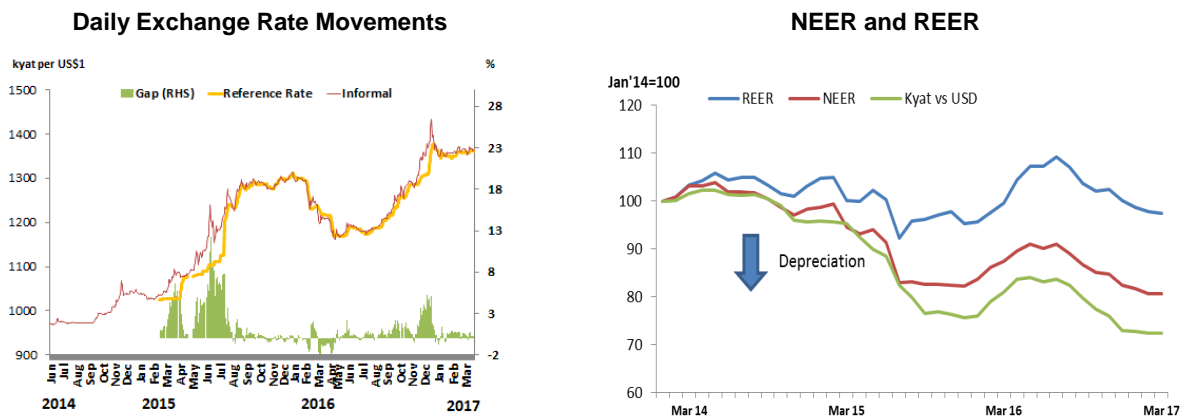 Daily Exchange Rate Movements
kyat per US$1
%
Gap (RHS) Reference Rate Informal
1500
1400
1300
1200
1100
1000
900
28
23
18
13
8
3
-2
Jun Jul Aug Sep Oct Nov Dec Jan Feb Mar Apr May Jun Jul Aug Sep Oct Nov Dec Jan Feb Mar Apr May Jun Jul Aug Sep Oct Nov Dec Jan Feb Mar
2014 2015 2016 2017
NEER and REER
Jan'14=100
REER NEER Kyat vs USD
120
110
100
90
80
70
60
Depreciation
Mar 14 Mar 15 Mar 16 Mar 17